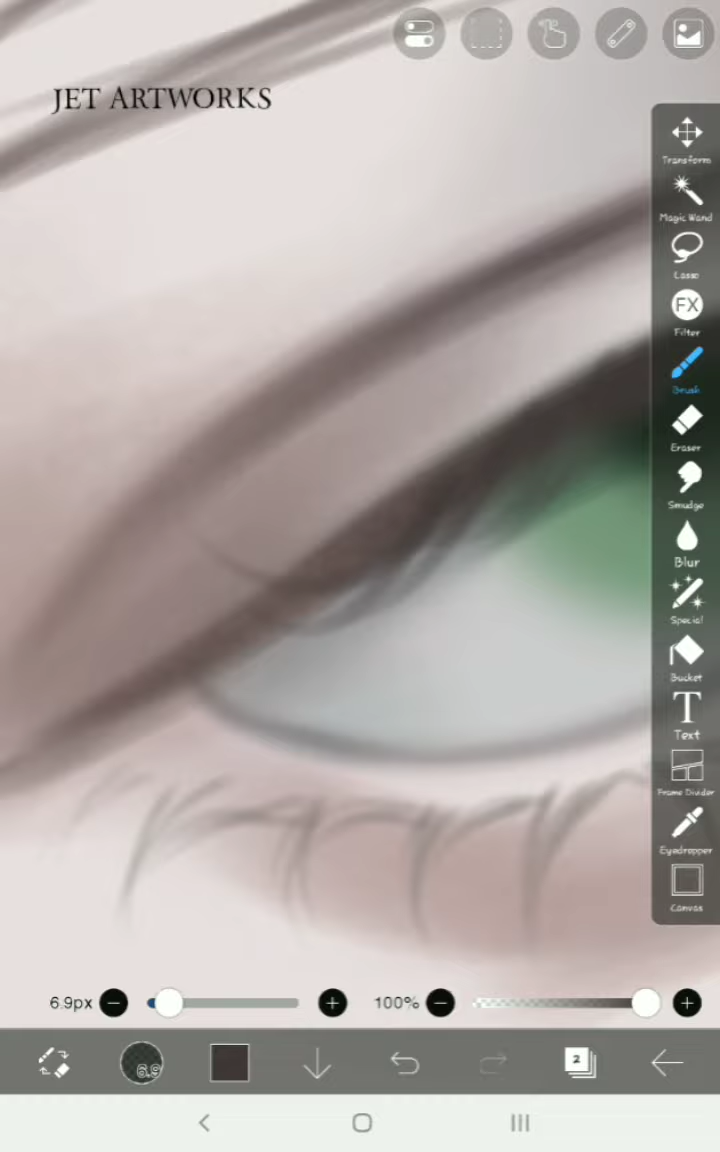 JET ARTWORKS
Transform
Magic Wand
Lasso
FX
Filter
Brush
Eraser
Smudge
Blur
Special
Bucket
T
Text
Frame Divider
Eyedropper
Canvas
6.9px
100%
6.9
2